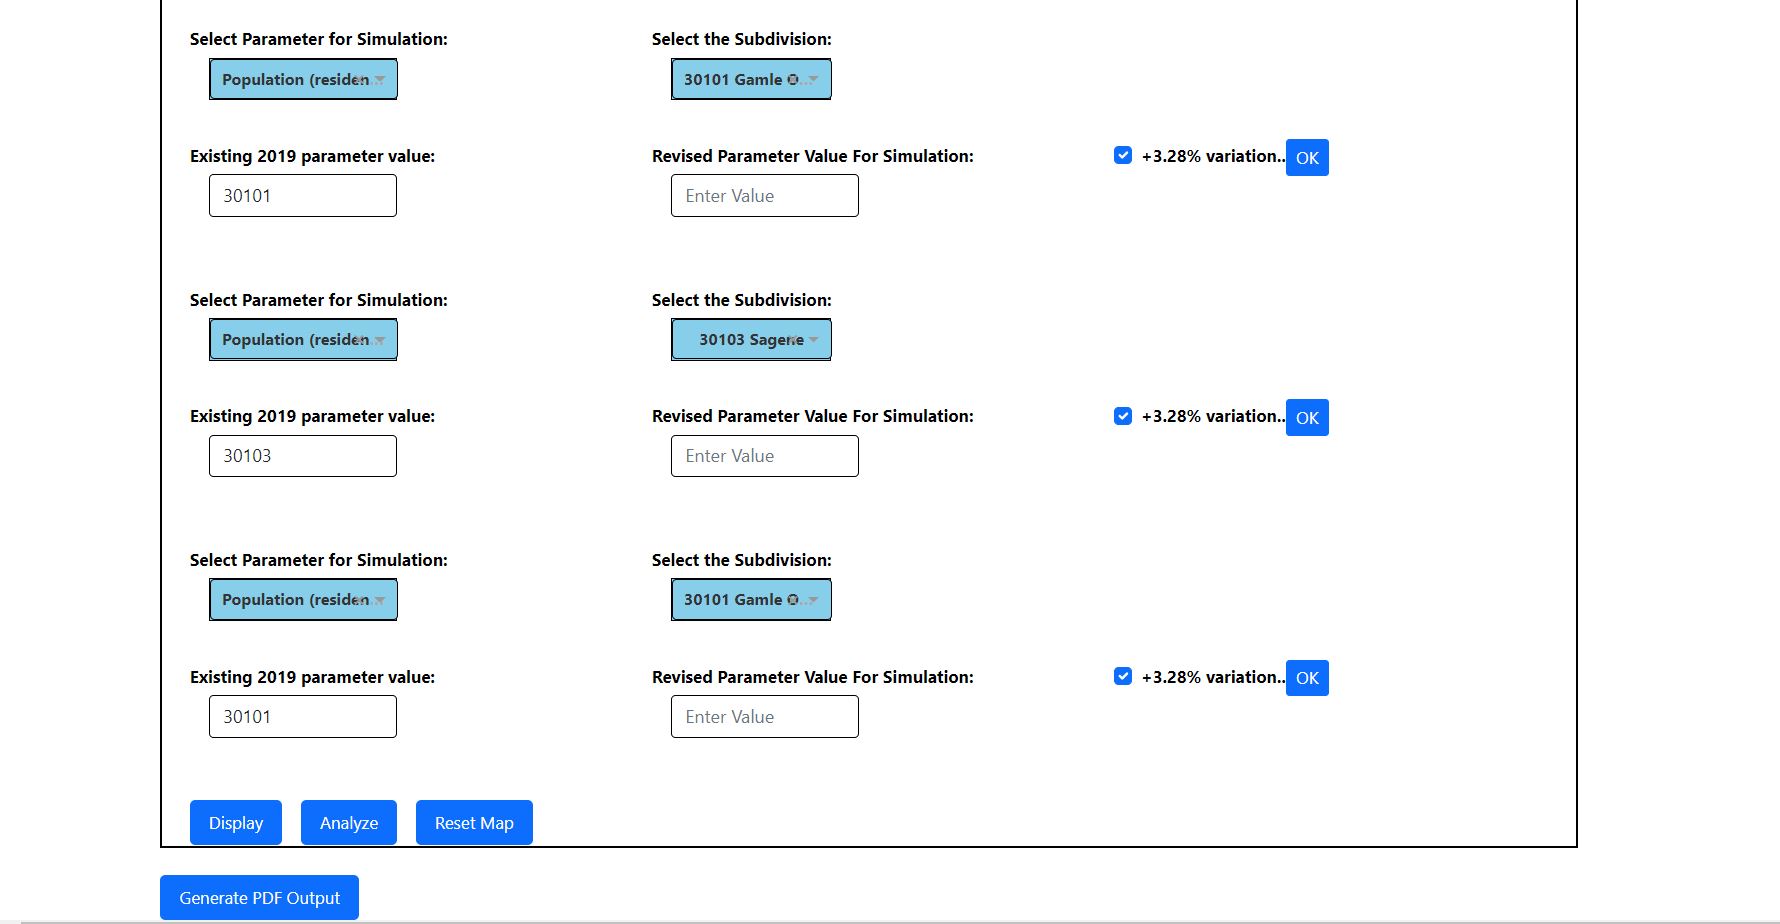 Select Parameter for Simulation: Select the Subdivision:
Population (residen... 30101 Gamle O...
Existing 2019 parameter value: Revised Parameter Value For Simulation: +3.28% variation.. OK
30101 Enter Value
Select Parameter for Simulation: Select the Subdivision:
Population (residen... 30103 Sagene
Existing 2019 parameter value: Revised Parameter Value For Simulation: +3.28% variation.. OK
30103 Enter Value
Select Parameter for Simulation: Select the Subdivision:
Population (residen... 30101 Gamle O...
Existing 2019 parameter value: Revised Parameter Value For Simulation: +3.28% variation.. OK
30101 Enter Value
Display Analyze Reset Map
Generate PDF Output